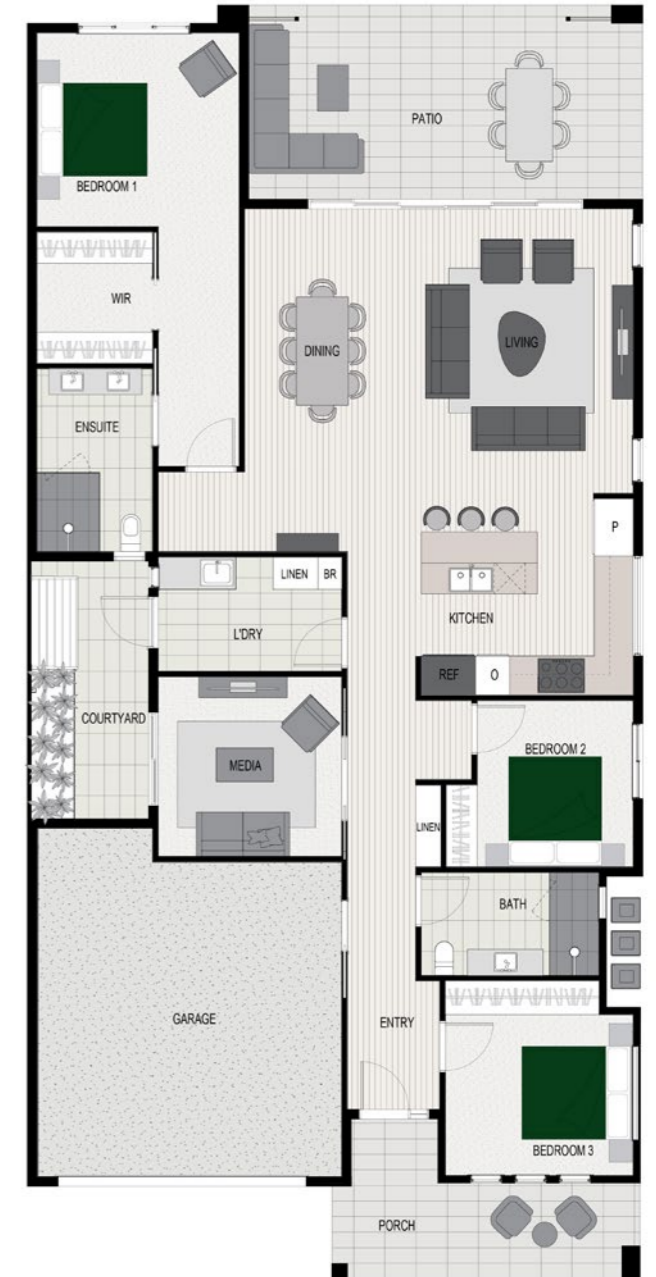 PATIO
BEDROOM 1
WIR
DINING
LIVING
ENSUITE
P
LINEN BR
KITCHEN
L'DRY
REF O
COURTYARD
BEDROOM 2
MEDIA
LINEN
BATH
GARAGE
ENTRY
BEDROOM 3
PORCH